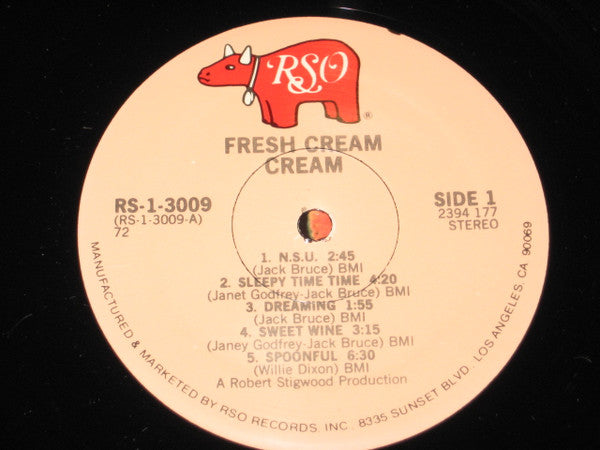 RSO
®
FRESH CREAM
CREAM
RS-1-3009
(RS-1-3009-A)
72
SIDE 1
2394 177
STEREO
1. N.S.U. 2:45
(Jack Bruce) BMI
2. SLEEPY TIME TIME 4:20
(Janet Godfrey-Jack Bruce) BMI
3. DREAMING 1:55
(Jack Bruce) BMI
4. SWEET WINE 3:15
(Janey Godfrey-Jack Bruce) BMI
5. SPOONFUL 6:30
(Willie Dixon) BMI
A Robert Stigwood Production
MANUFACTURED & MARKETED BY RSO RECORDS, INC. 8335 SUNSET BLVD. LOS ANGELES, CA 90069